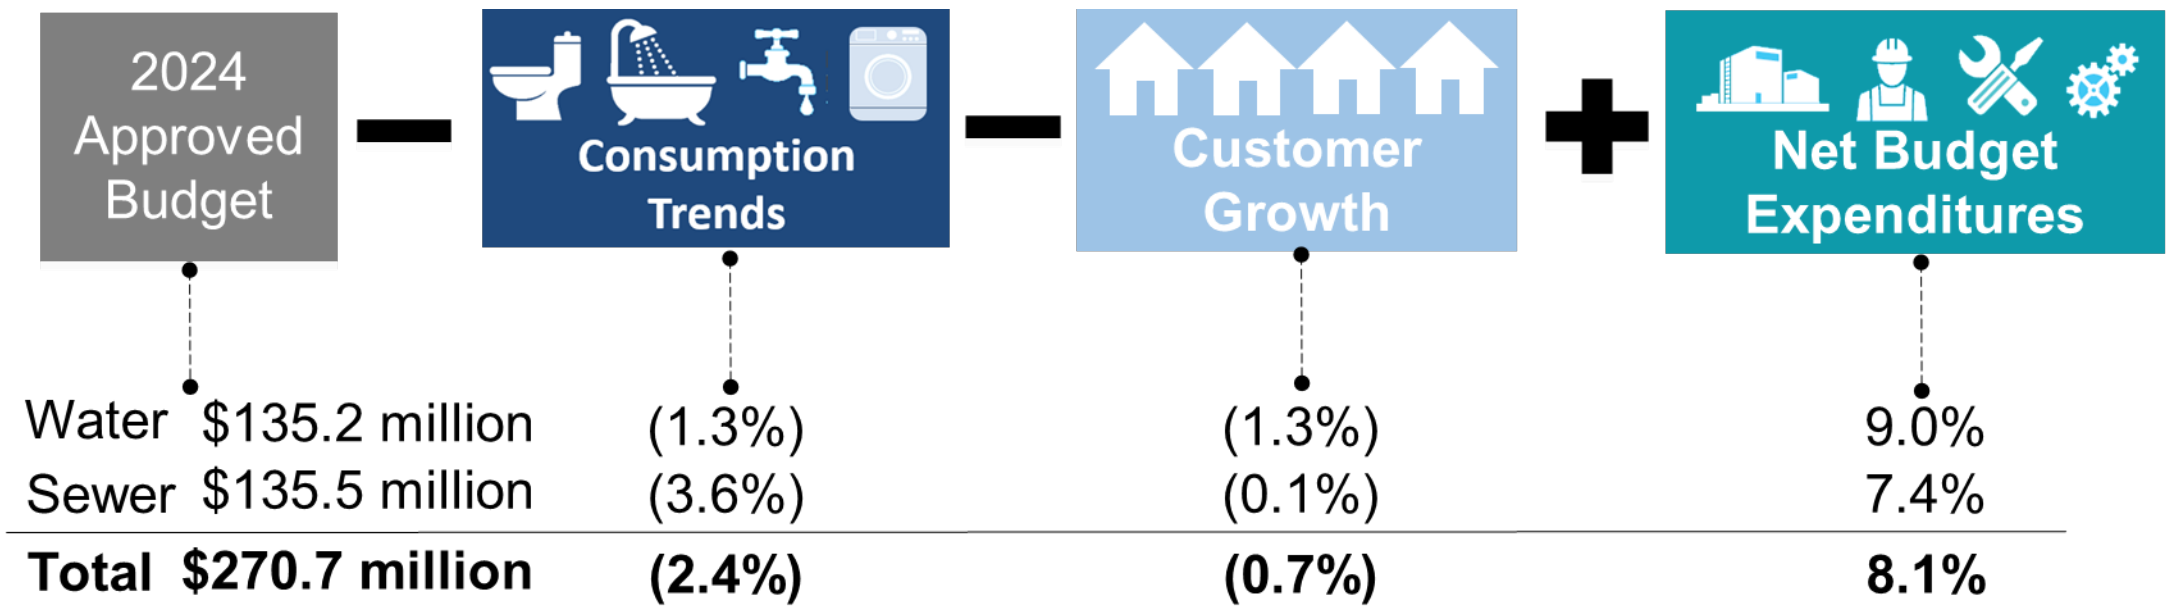 2024
Approved
Budget
Consumption
Trends
Customer
Growth
Net Budget
Expenditures
Water $135.2 million (1.3%) (1.3%) 9.0%
Sewer $135.5 million (3.6%) (0.1%) 7.4%
Total $270.7 million (2.4%) (0.7%) 8.1%